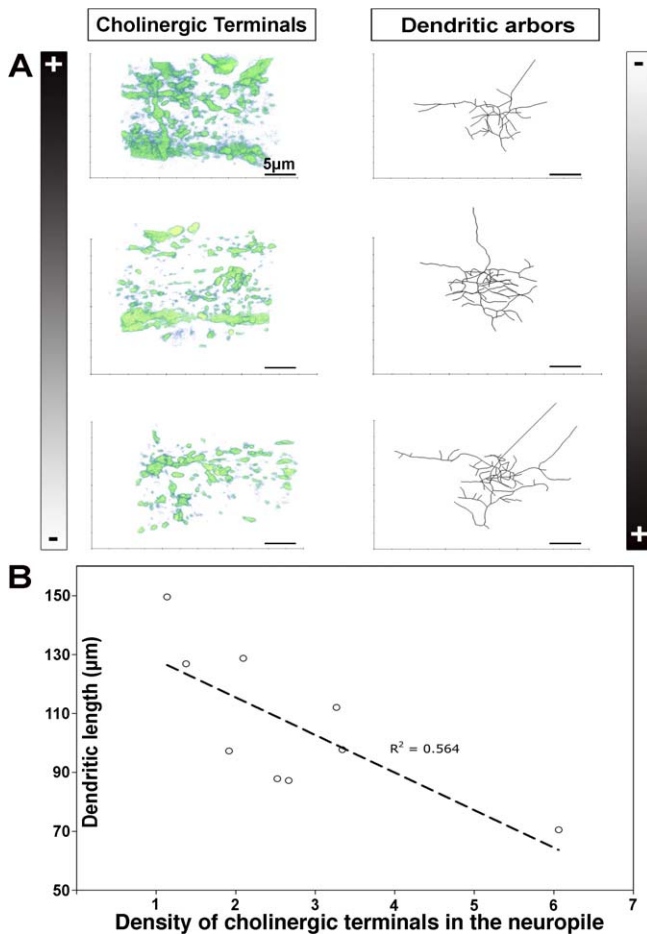 Cholinergic Terminals
Dendritic arbors
A
+
-
5µm
-
+
B
150
130
110
90
70
50
Dendritic length (µm)
R² = 0.564
1 2 3 4 5 6 7
Density of cholinergic terminals in the neuropile